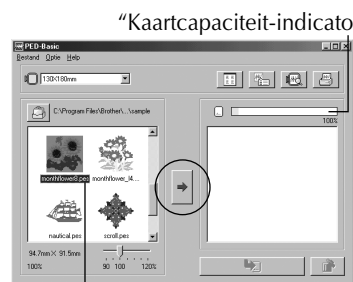 “Kaartcapaciteit-indicato
PED-Basic
Bestand Optie Help
130X180mm
C:\Program Files\Brother\...\sample
100%
monthflower8.pes monthflower_l4....
nautical.pes scroll.pes
94.7mm X 91.5mm
100% 90 100 120%